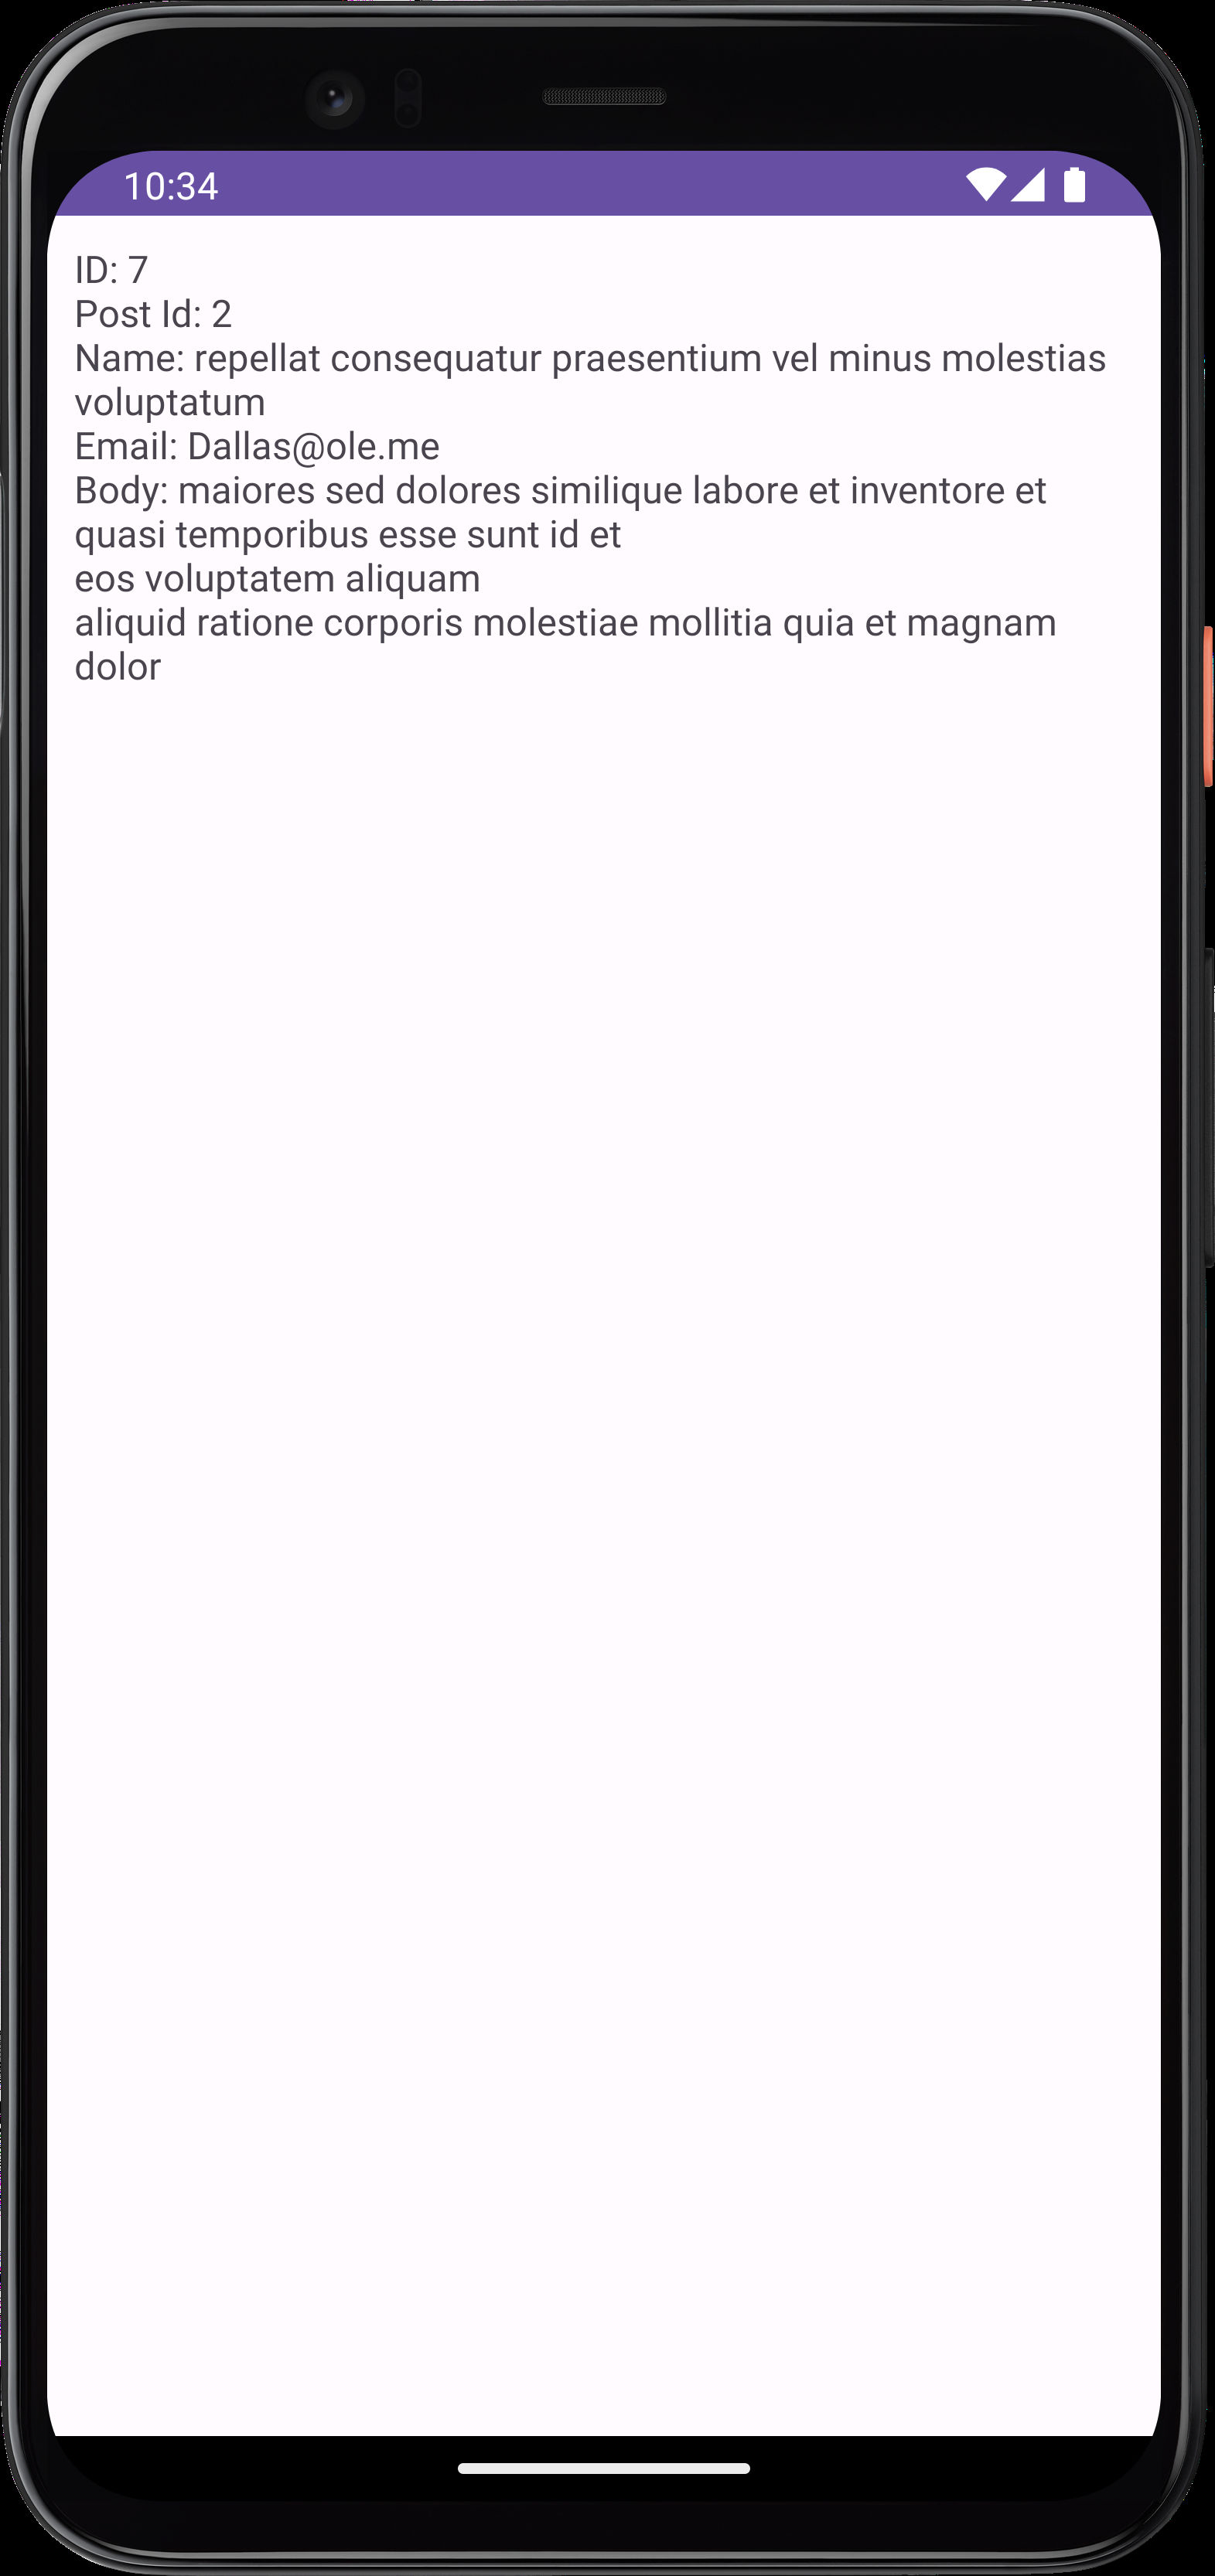 10:34
ID: 7
Post Id: 2
Name: repellat consequatur praesentium vel minus molestias
voluptatum
Email: Dallas@ole.me
Body: maiores sed dolores similique labore et inventore et
quasi temporibus esse sunt id et
eos voluptatem aliquam
aliquid ratione corporis molestiae mollitia quia et magnam
dolor